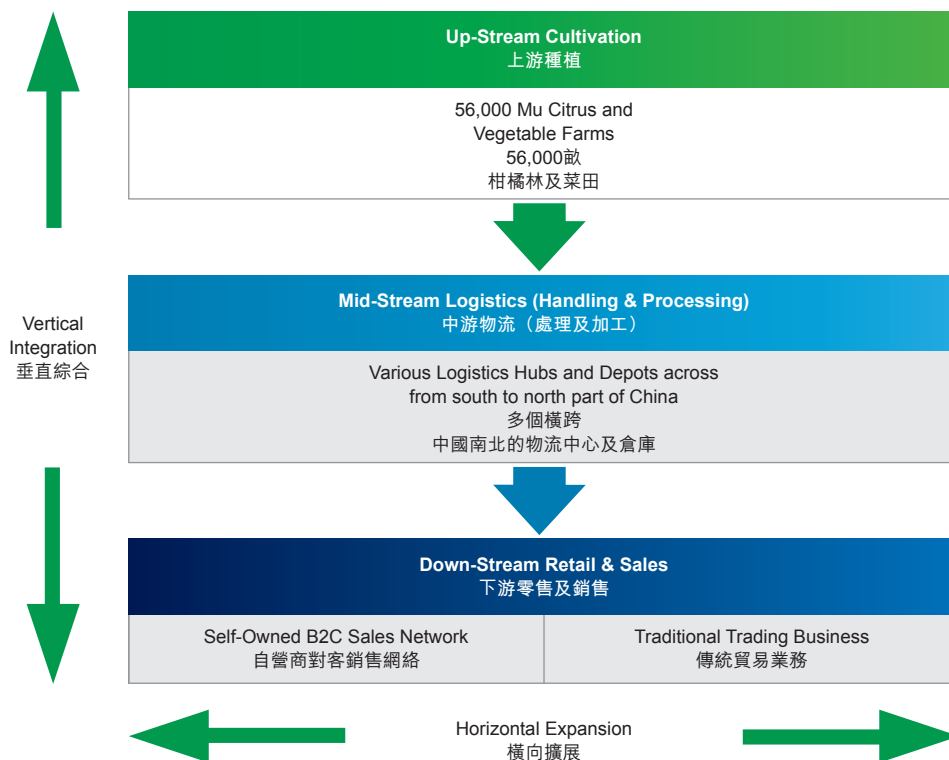 Up-Stream Cultivation
上游種植
56,000 Mu Citrus and
Vegetable Farms
56,000畝
柑橘林及菜田
Vertical
Integration
垂直綜合
Mid-Stream Logistics (Handling & Processing)
中游物流（處理及加工）
Various Logistics Hubs and Depots across
from south to north part of China
多個橫跨
中國南北的物流中心及倉庫
Down-Stream Retail & Sales
下游零售及銷售
Self-Owned B2C Sales Network
自營商對客銷售網絡
Traditional Trading Business
傳統貿易業務
Horizontal Expansion
橫向擴展